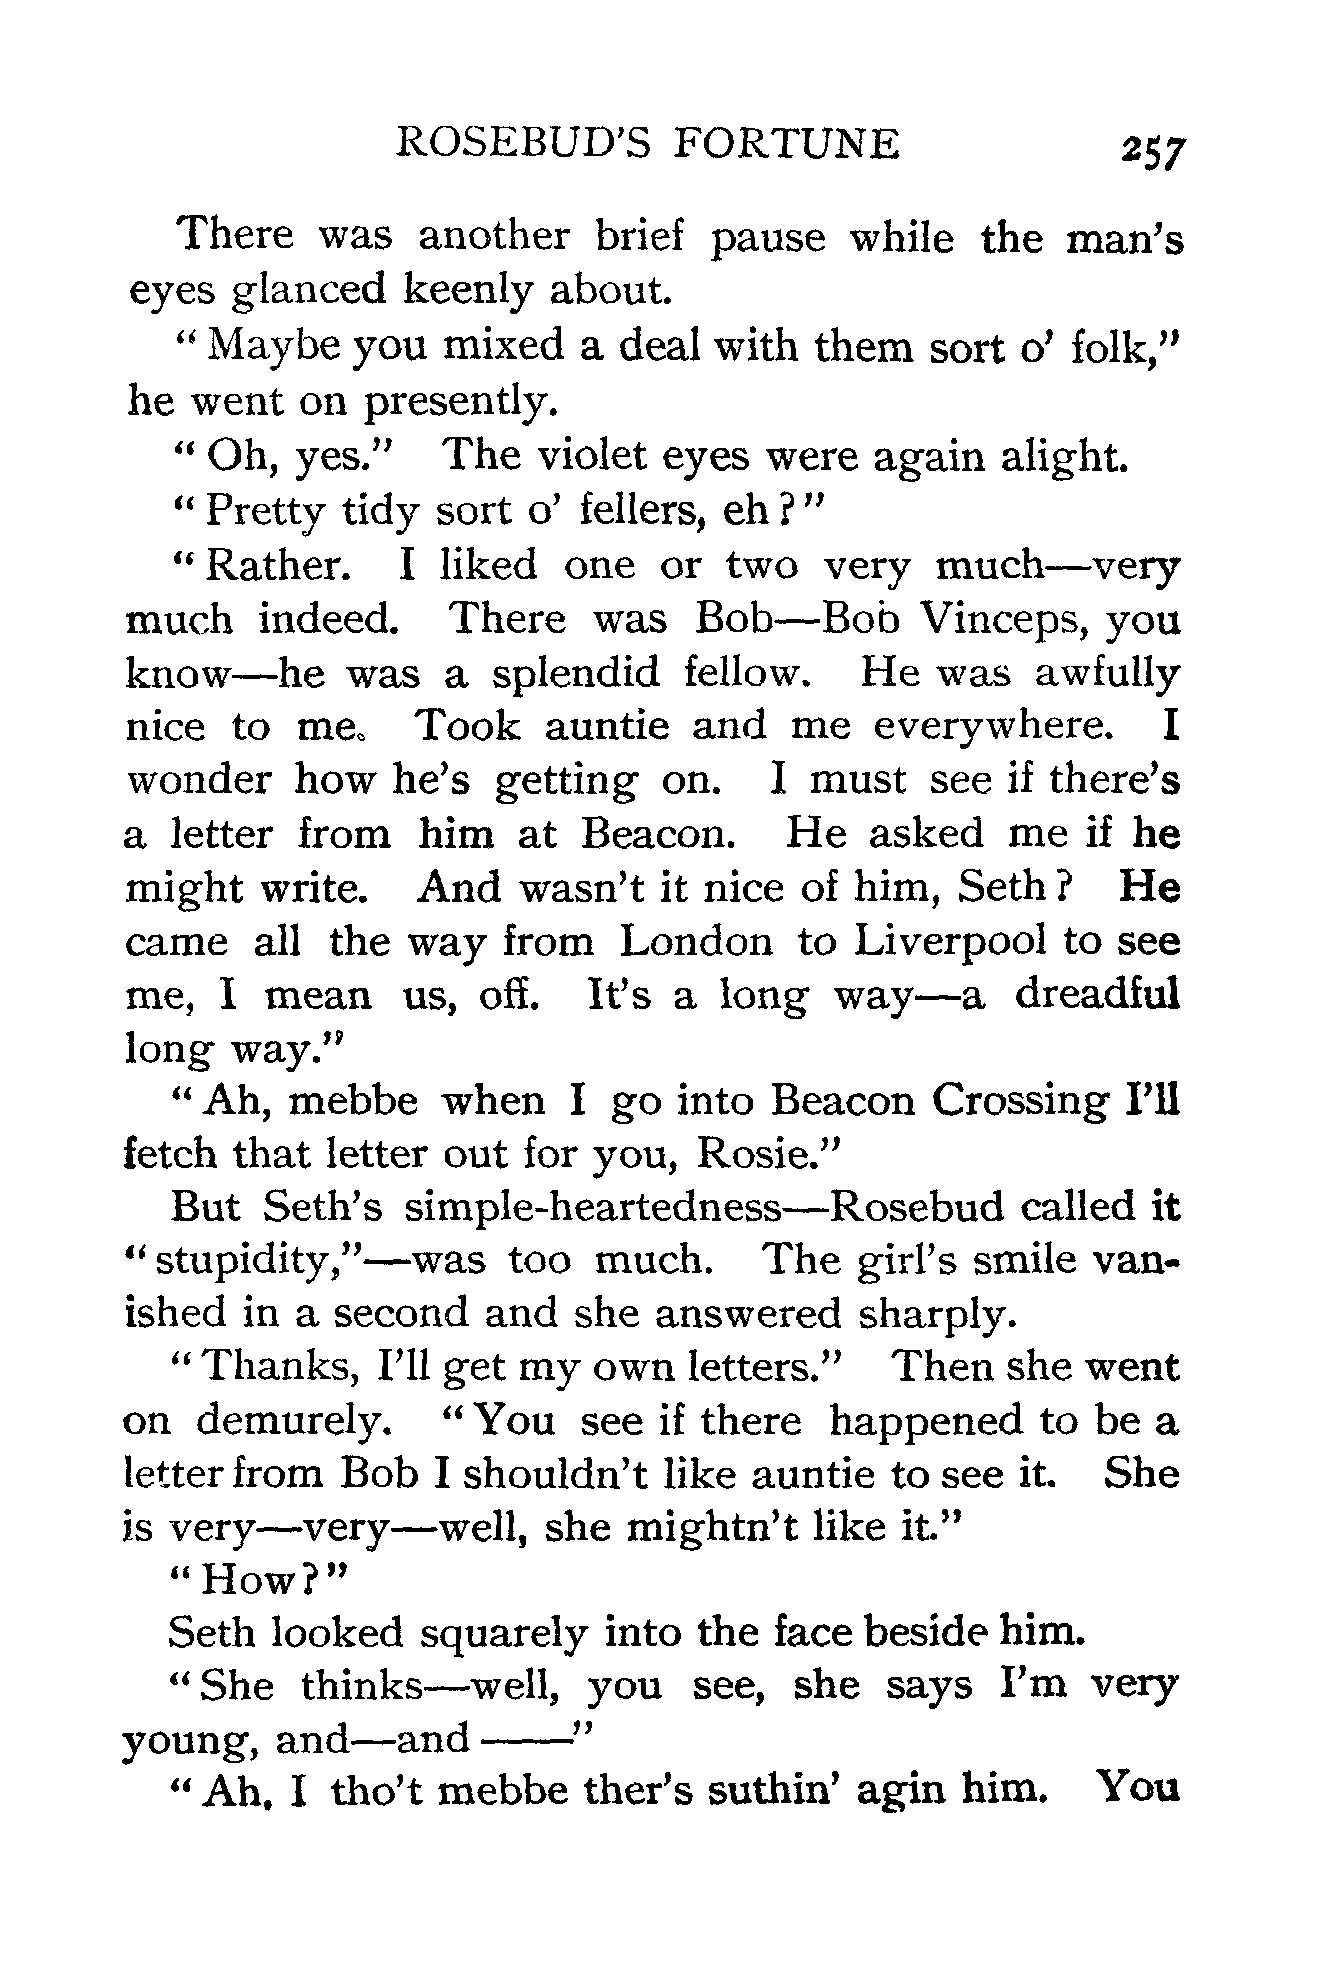 ROSEBUD'S FORTUNE 257
There was another brief pause while the man's
eyes glanced keenly about.
"Maybe you mixed a deal with them sort o' folk,"
he went on presently.
"Oh, yes." The violet eyes were again alight.
"Pretty tidy sort o' fellers, eh?"
"Rather. I liked one or two very much—very
much indeed. There was Bob—Bob Vinceps, you
know—he was a splendid fellow. He was awfully
nice to me. Took auntie and me everywhere. I
wonder how he's getting on. I must see if there's
a letter from him at Beacon. He asked me if he
might write. And wasn't it nice of him, Seth? He
came all the way from London to Liverpool to see
me, I mean us, off. It's a long way—a dreadful
long way."
"Ah, mebbe when I go into Beacon Crossing I'll
fetch that letter out for you, Rosie."
But Seth's simple-heartedness—Rosebud called it
"stupidity,"—was too much. The girl's smile van-
ished in a second and she answered sharply.
"Thanks, I'll get my own letters." Then she went
on demurely. "You see if there happened to be a
letter from Bob I shouldn't like auntie to see it. She
is very—very—well, she mightn't like it."
"How?"
Seth looked squarely into the face beside him.
"She thinks—well, you see, she says I'm very
young, and—and ——"
"Ah, I tho't mebbe ther's suthin' agin him. You